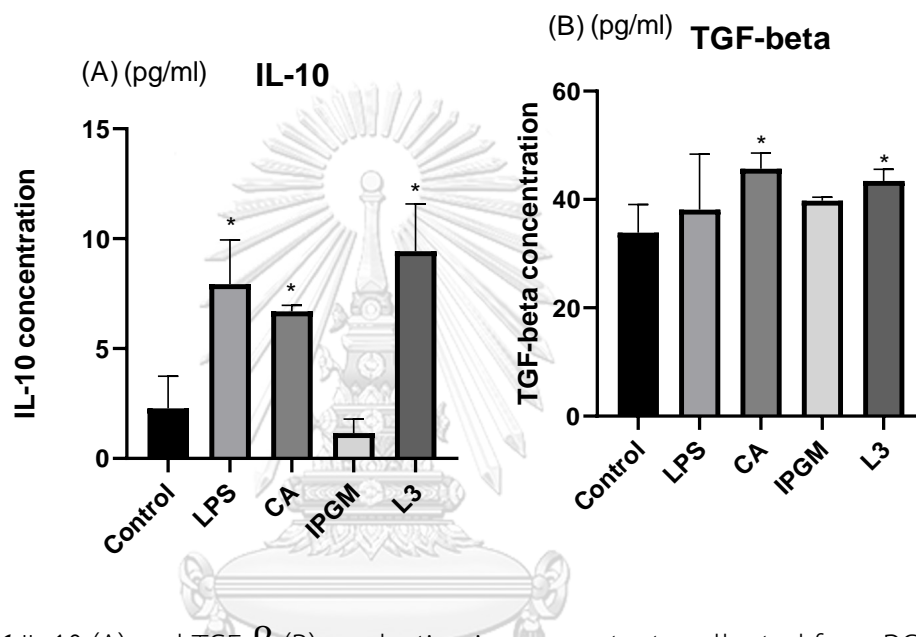 (A) (pg/ml) IL-10
IL-10 concentration
15
10
5
0
Control
LPS
CA
IPGM
L3
*
*
*
(B) (pg/ml) TGF-beta
TGF-beta concentration
60
40
20
0
Control
LPS
CA
IPGM
L3
*
*